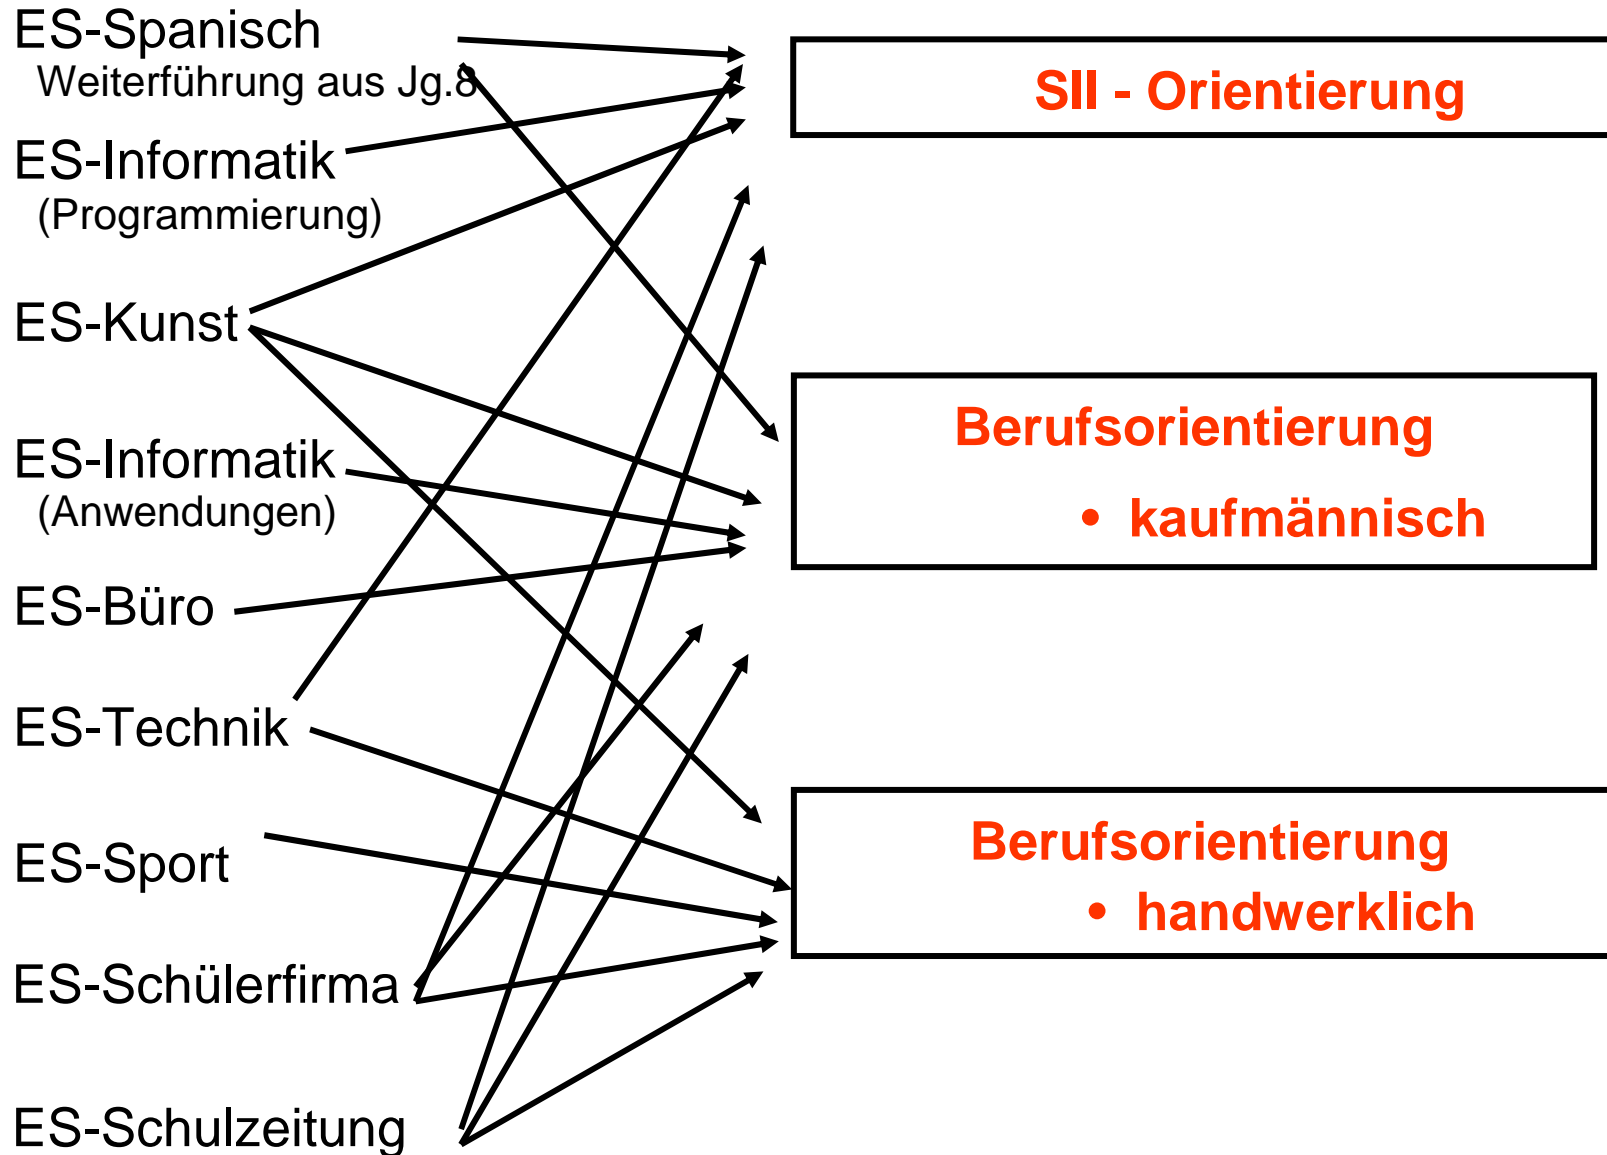 ES-Spanisch
Weiterführung aus Jg.8
ES-Informatik
(Programmierung)
ES-Kunst
ES-Informatik
(Anwendungen)
ES-Büro
ES-Technik
ES-Sport
ES-Schülerfirma
ES-Schulzeitung
SII - Orientierung
Berufsorientierung
• kaufmännisch
Berufsorientierung
• handwerklich